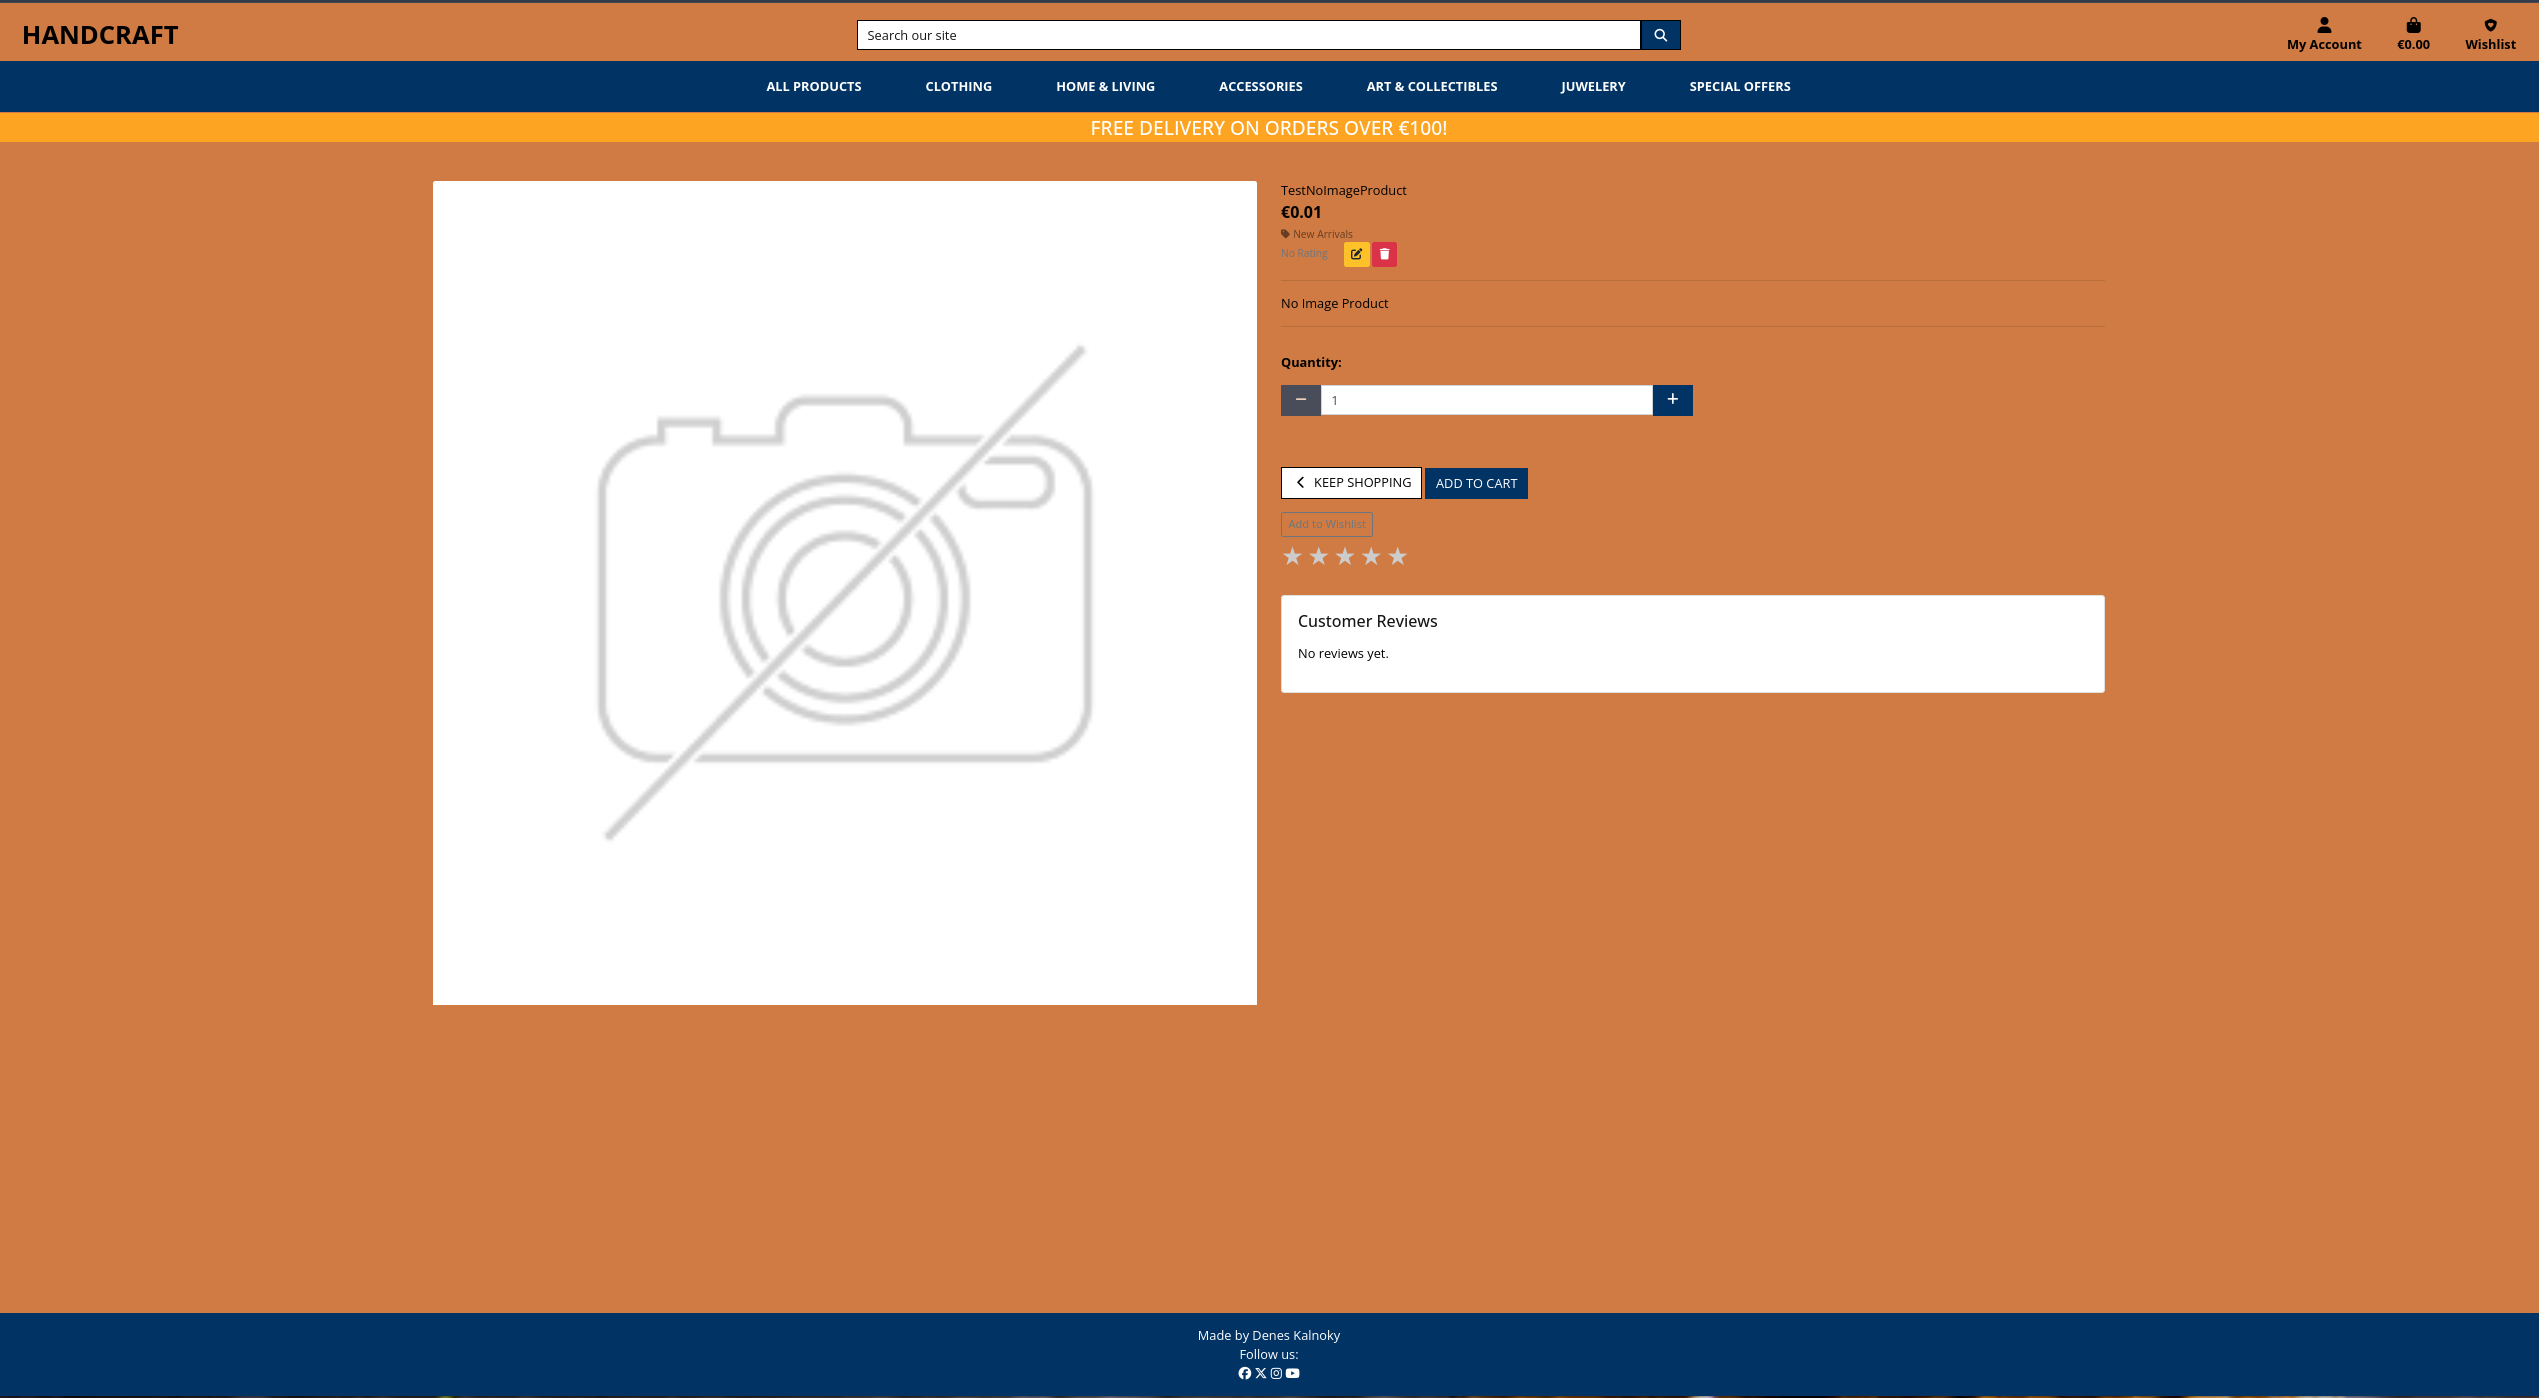 HANDCRAFT
Search our site
My Account
€0.00
Wishlist
ALL PRODUCTS
CLOTHING
HOME & LIVING
ACCESSORIES
ART & COLLECTIBLES
JUWELERY
SPECIAL OFFERS
FREE DELIVERY ON ORDERS OVER €100!
TestNoImageProduct
€0.01
New Arrivals
No Rating
No Image Product
Quantity:
1
KEEP SHOPPING
ADD TO CART
Add to Wishlist
Customer Reviews
No reviews yet.
Made by Denes Kalnoky
Follow us: